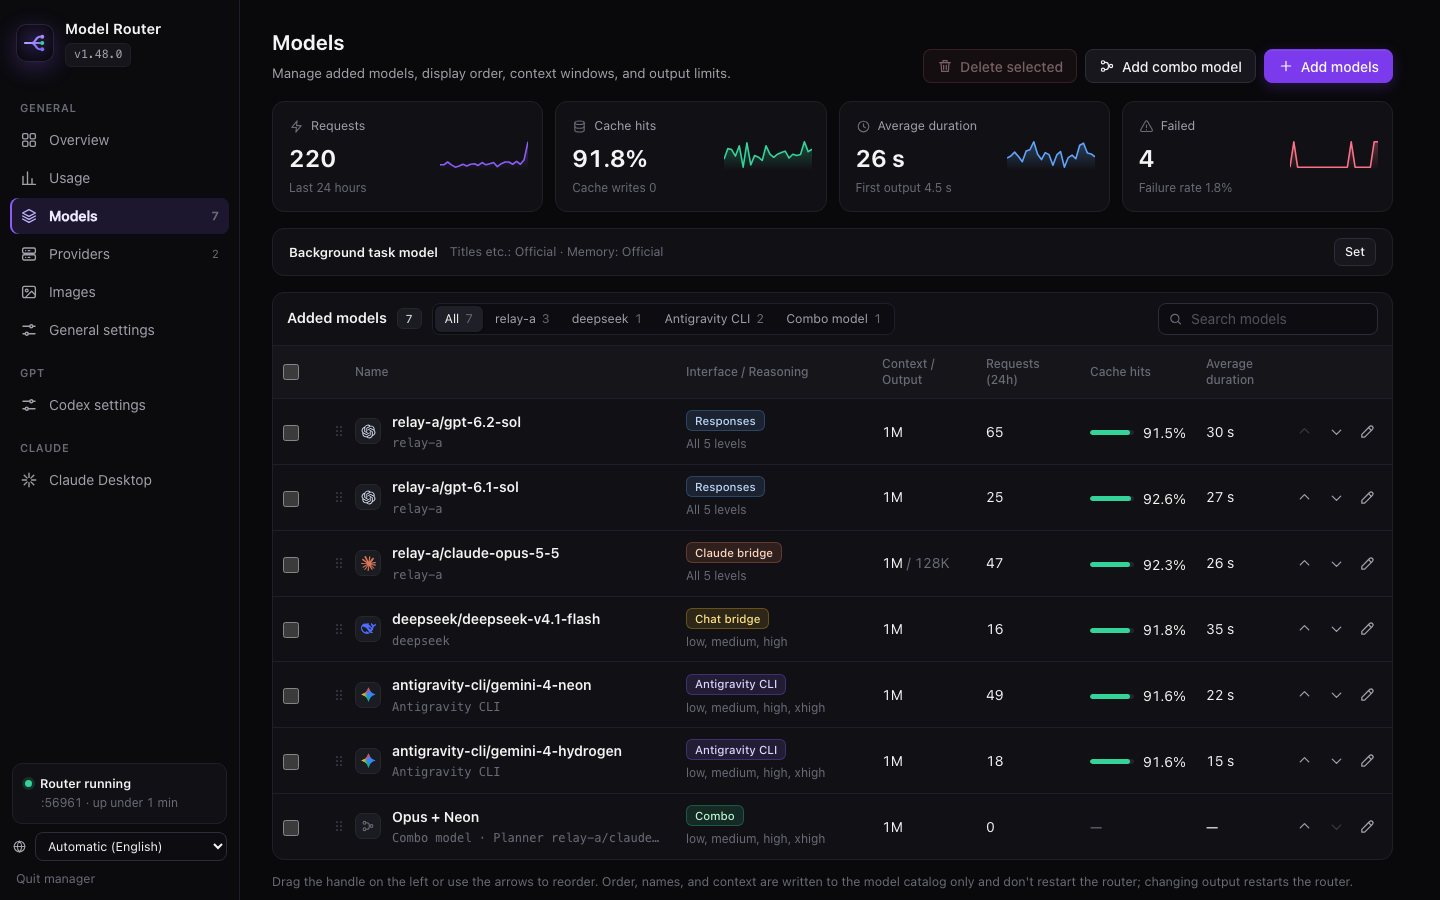 Model Router
v1.48.0
GENERAL
Overview
Usage
Models 7
Providers 2
Images
General settings
GPT
Codex settings
CLAUDE
Claude Desktop
Router running
:56961 · up under 1 min
Automatic (English)
Quit manager
Models
Manage added models, display order, context windows, and output limits.
Delete selected
Add combo model
Add models
Requests
220
Last 24 hours
Cache hits
91.8%
Cache writes 0
Average duration
26 s
First output 4.5 s
Failed
4
Failure rate 1.8%
Background task model Titles etc.: Official · Memory: Official Set
Added models 7 All 7 relay-a 3 deepseek 1 Antigravity CLI 2 Combo model 1 Search models
Name Interface / Reasoning Context / Output Requests (24h) Cache hits Average duration
relay-a/gpt-6.2-sol Responses 1M 65 91.5% 30 s
relay-a All 5 levels
relay-a/gpt-6.1-sol Responses 1M 25 92.6% 27 s
relay-a All 5 levels
relay-a/claude-opus-5-5 Claude bridge 1M / 128K 47 92.3% 26 s
relay-a All 5 levels
deepseek/deepseek-v4.1-flash Chat bridge 1M 16 91.8% 35 s
deepseek low, medium, high
antigravity-cli/gemini-4-neon Antigravity CLI 1M 49 91.6% 22 s
Antigravity CLI low, medium, high, xhigh
antigravity-cli/gemini-4-hydrogen Antigravity CLI 1M 18 91.6% 15 s
Antigravity CLI low, medium, high, xhigh
Opus + Neon Combo 1M 0 — —
Combo model · Planner relay-a/claude… low, medium, high, xhigh
Drag the handle on the left or use the arrows to reorder. Order, names, and context are written to the model catalog only and don't restart the router; changing output restarts the router.